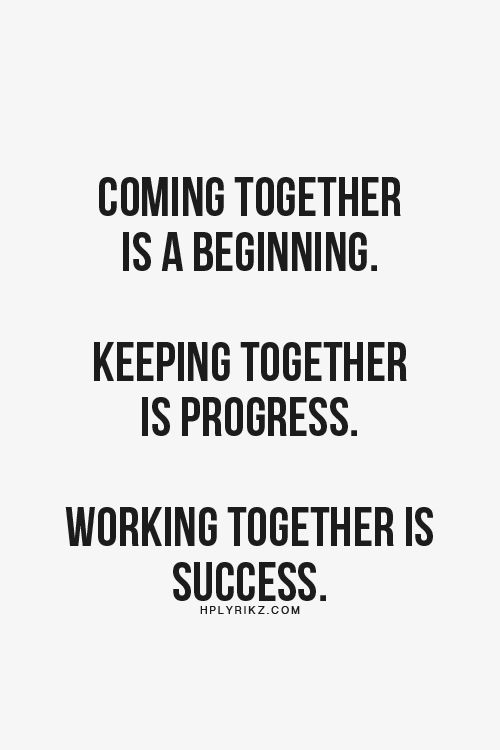 COMING TOGETHER
IS A BEGINNING.
KEEPING TOGETHER
IS PROGRESS.
WORKING TOGETHER IS
SUCCESS.
HPLYRIKZ.COM